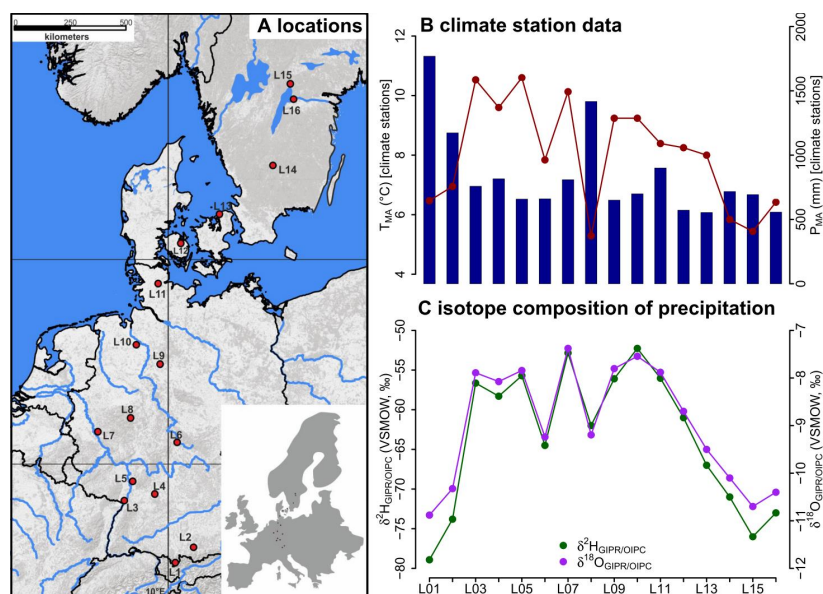 0 250 500
kilometers
A locations
L15
L16
L14
L13
L12
L11
L10
L9
L8
L7
L6
L5
L4
L3
L2
L1
10°E
B climate station data
12
10
8
6
4
T_MA (°C) [climate stations]
2000
1500
1000
500
0
P_MA (mm) [climate stations]
C isotope composition of precipitation
-50
-55
-60
-65
-70
-75
-80
δ²H_GIPR/OIPC (VSMOW, ‰)
-7
-8
-9
-10
-11
-12
δ¹⁸O_GIPR/OIPC (VSMOW, ‰)
δ²H_GIPR/OIPC
δ¹⁸O_GIPR/OIPC
L01 L03 L05 L07 L09 L11 L13 L15